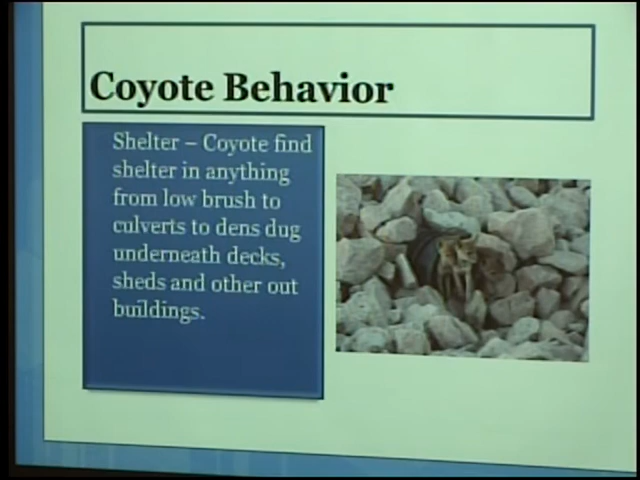 Coyote Behavior
Shelter – Coyote find
shelter in anything
from low brush to
culverts to dens dug
underneath decks,
sheds and other out
buildings.